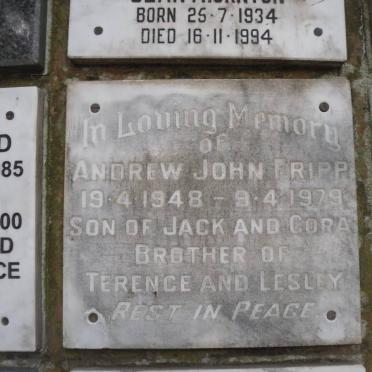 BORN 25·7·1934
DIED 16·11·1994
In Loving Memory
of
ANDREW JOHN FRIPP
19·4·1948 - 9·4·1979
SON OF JACK AND CORA
BROTHER OF
TERENCE AND LESLEY
REST IN PEACE